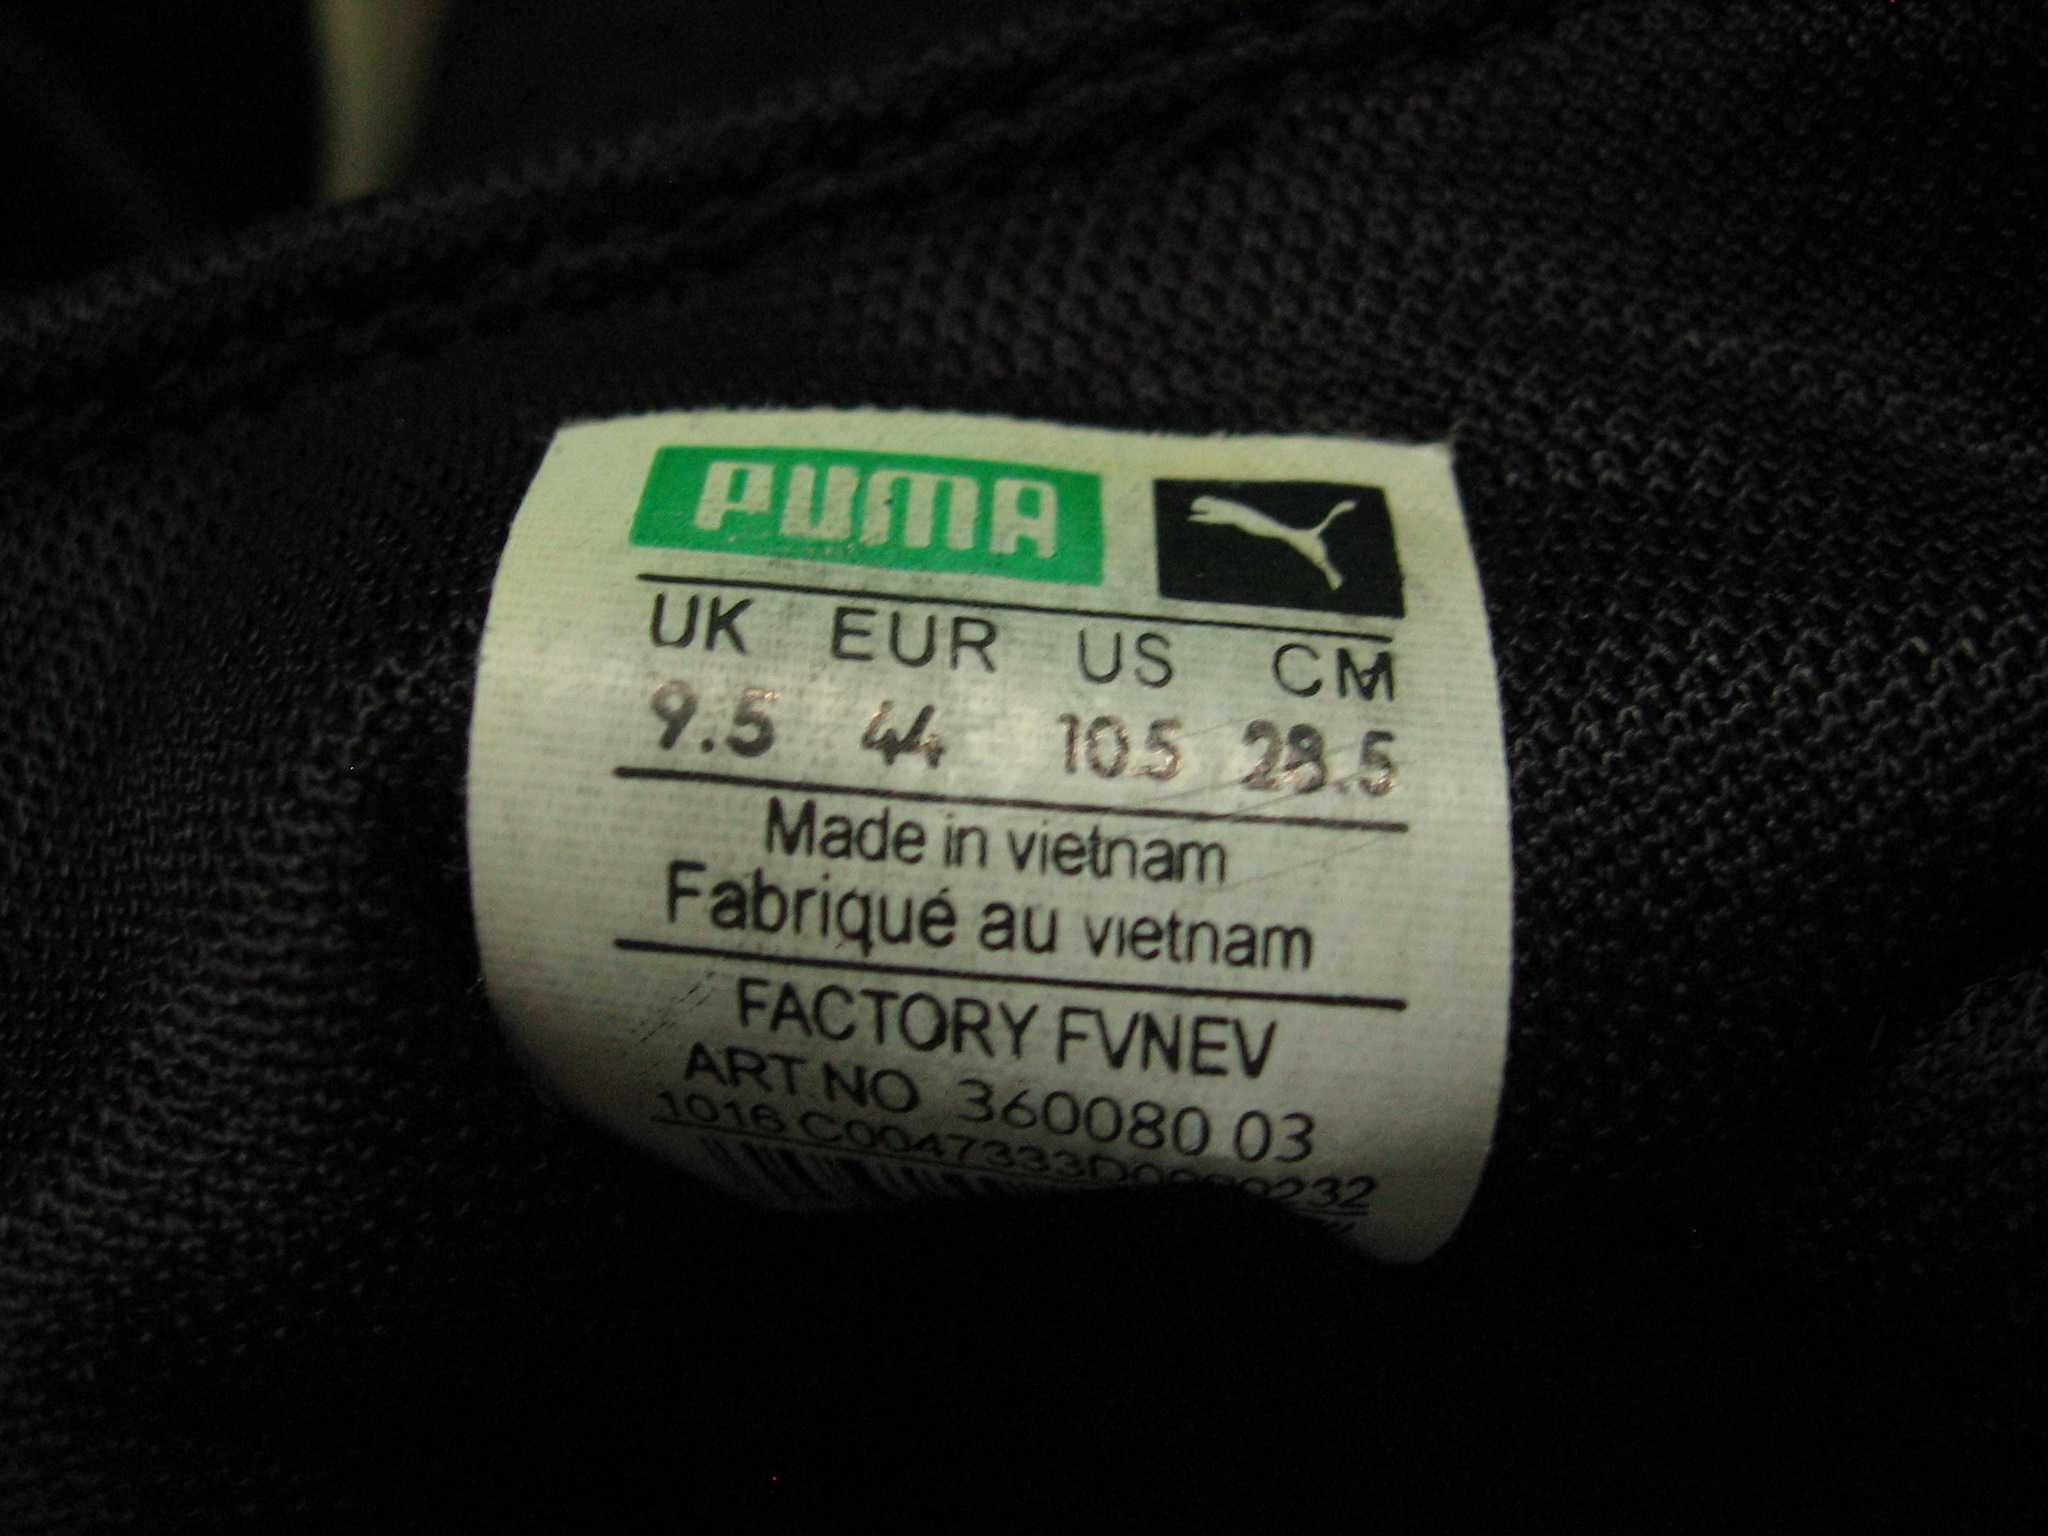 PUMA
UK EUR US CM
9.5 44 10.5 28.5
Made in vietnam
Fabriqué au vietnam
FACTORY FVNEV
ART.NO 360080 03
1016